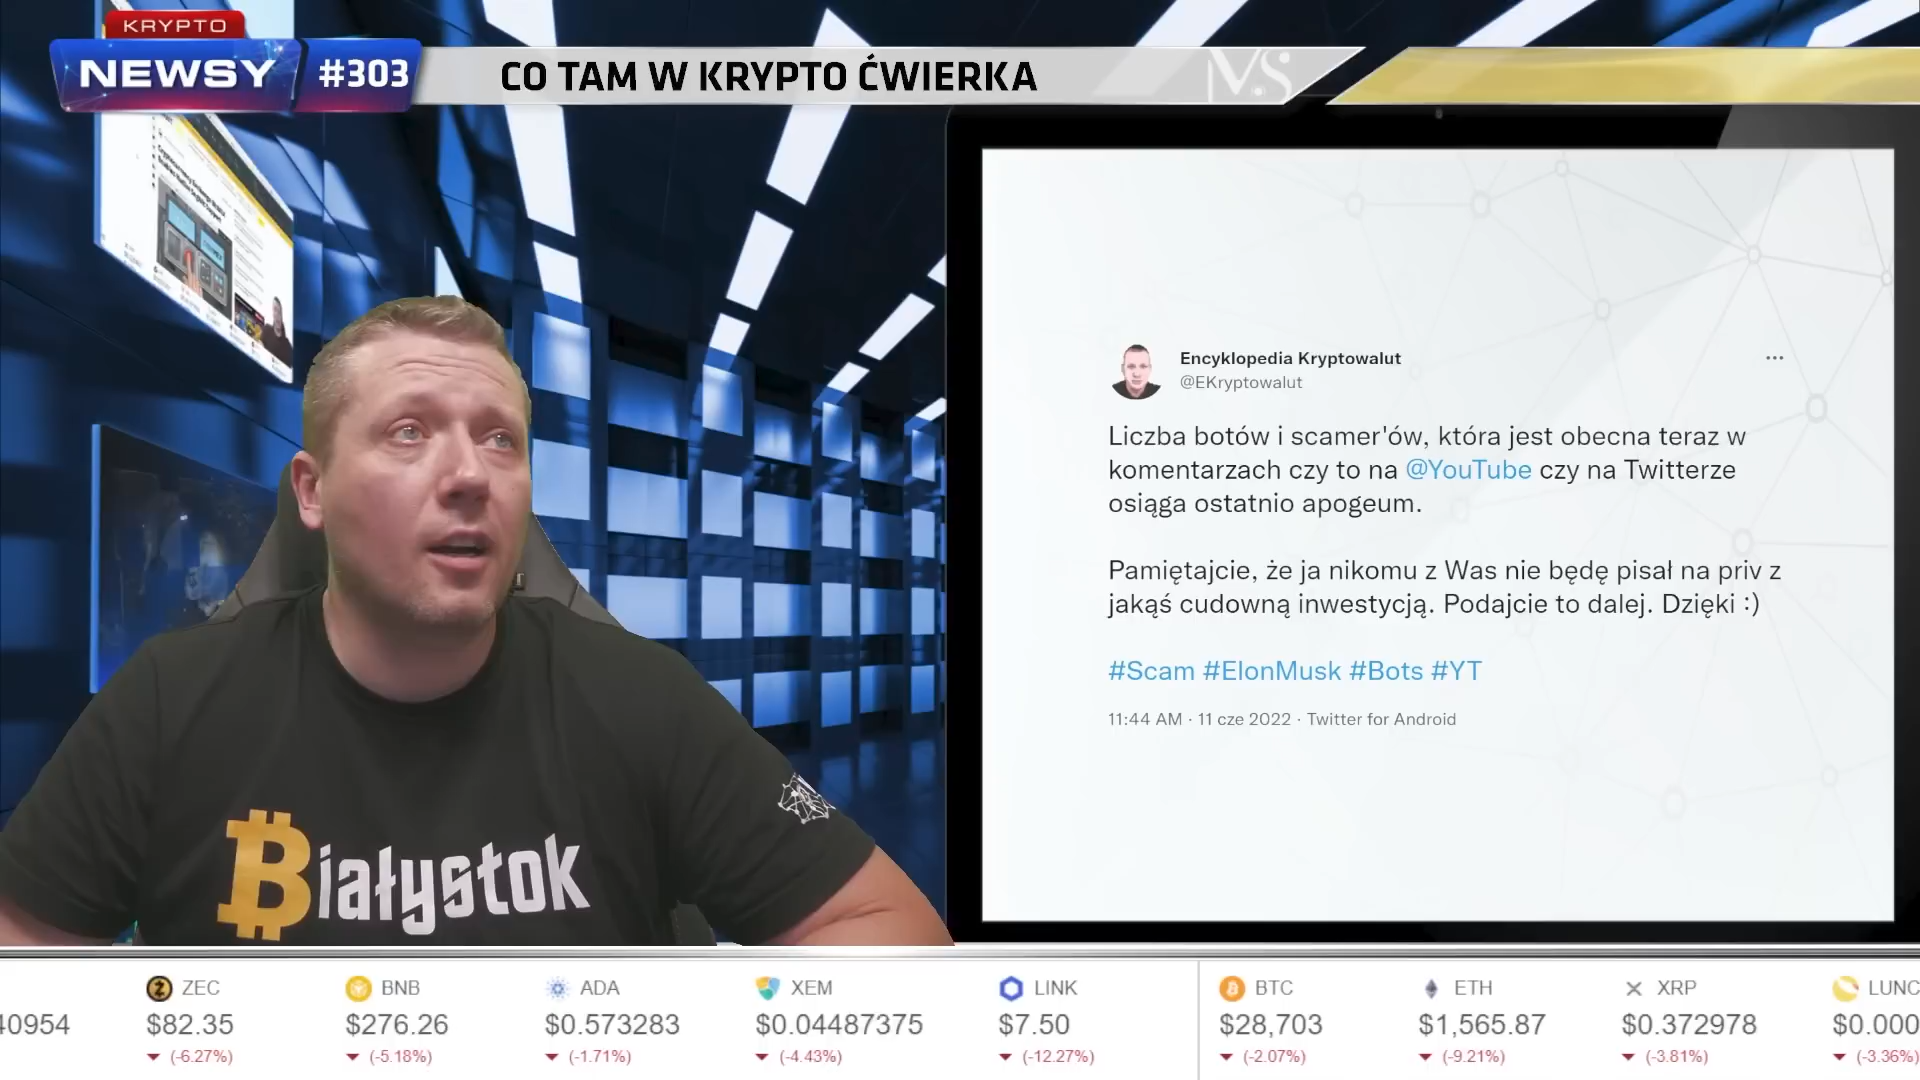 KRYPTO
NEWSY #303
CO TAM W KRYPTO ĆWIERKA
Encyklopedia Kryptowalut
@EKryptowalut
Liczba botów i scamer'ów, która jest obecna teraz w
komentarzach czy to na @YouTube czy na Twitterze
osiąga ostatnio apogeum.
Pamiętajcie, że ja nikomu z Was nie będę pisał na priv z
jakąś cudowną inwestycją. Podajcie to dalej. Dzięki :)
#Scam #ElonMusk #Bots #YT
11:44 AM · 11 cze 2022 · Twitter for Android
Białystok
ZEC BNB ADA XEM LINK BTC ETH XRP LUNC
40954 $82.35 $276.26 $0.573283 $0.04487375 $7.50 $28,703 $1,565.87 $0.372978 $0.000
(-6.27%) (-5.18%) (-1.71%) (-4.43%) (-12.27%) (-2.07%) (-9.21%) (-3.81%) (-3.36%)